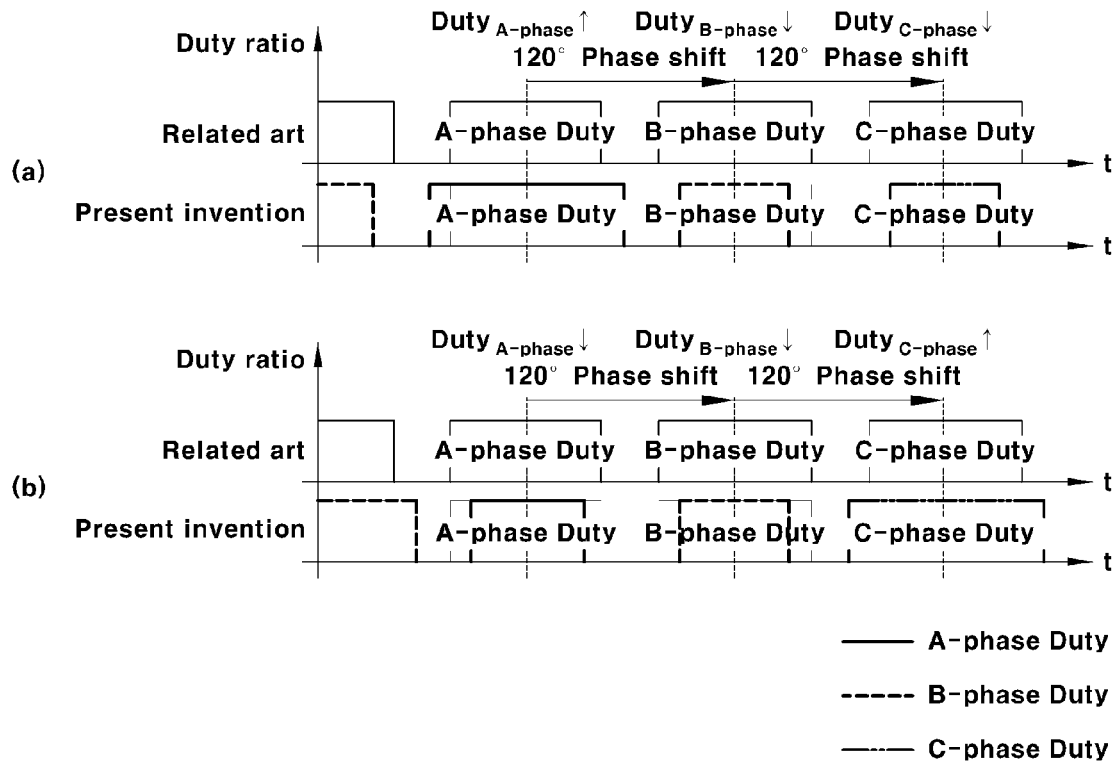 Duty A-phase↑ Duty B-phase↓ Duty C-phase↓
Duty ratio
120° Phase shift 120° Phase shift
Related art A-phase Duty B-phase Duty C-phase Duty
t
(a)
Present invention A-phase Duty B-phase Duty C-phase Duty
t
Duty A-phase↓ Duty B-phase↓ Duty C-phase↑
Duty ratio
120° Phase shift 120° Phase shift
Related art A-phase Duty B-phase Duty C-phase Duty
t
(b)
Present invention A-phase Duty B-phase Duty C-phase Duty
t
A-phase Duty
B-phase Duty
C-phase Duty